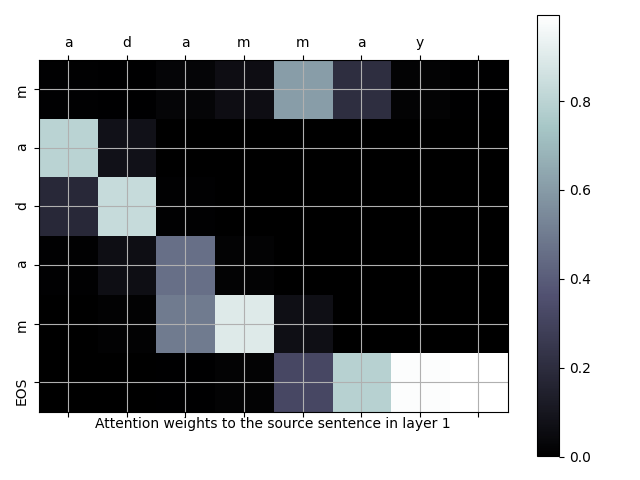 a d a m m a y
m
a
d
a
m
EOS
0.8
0.6
0.4
0.2
0.0
Attention weights to the source sentence in layer 1